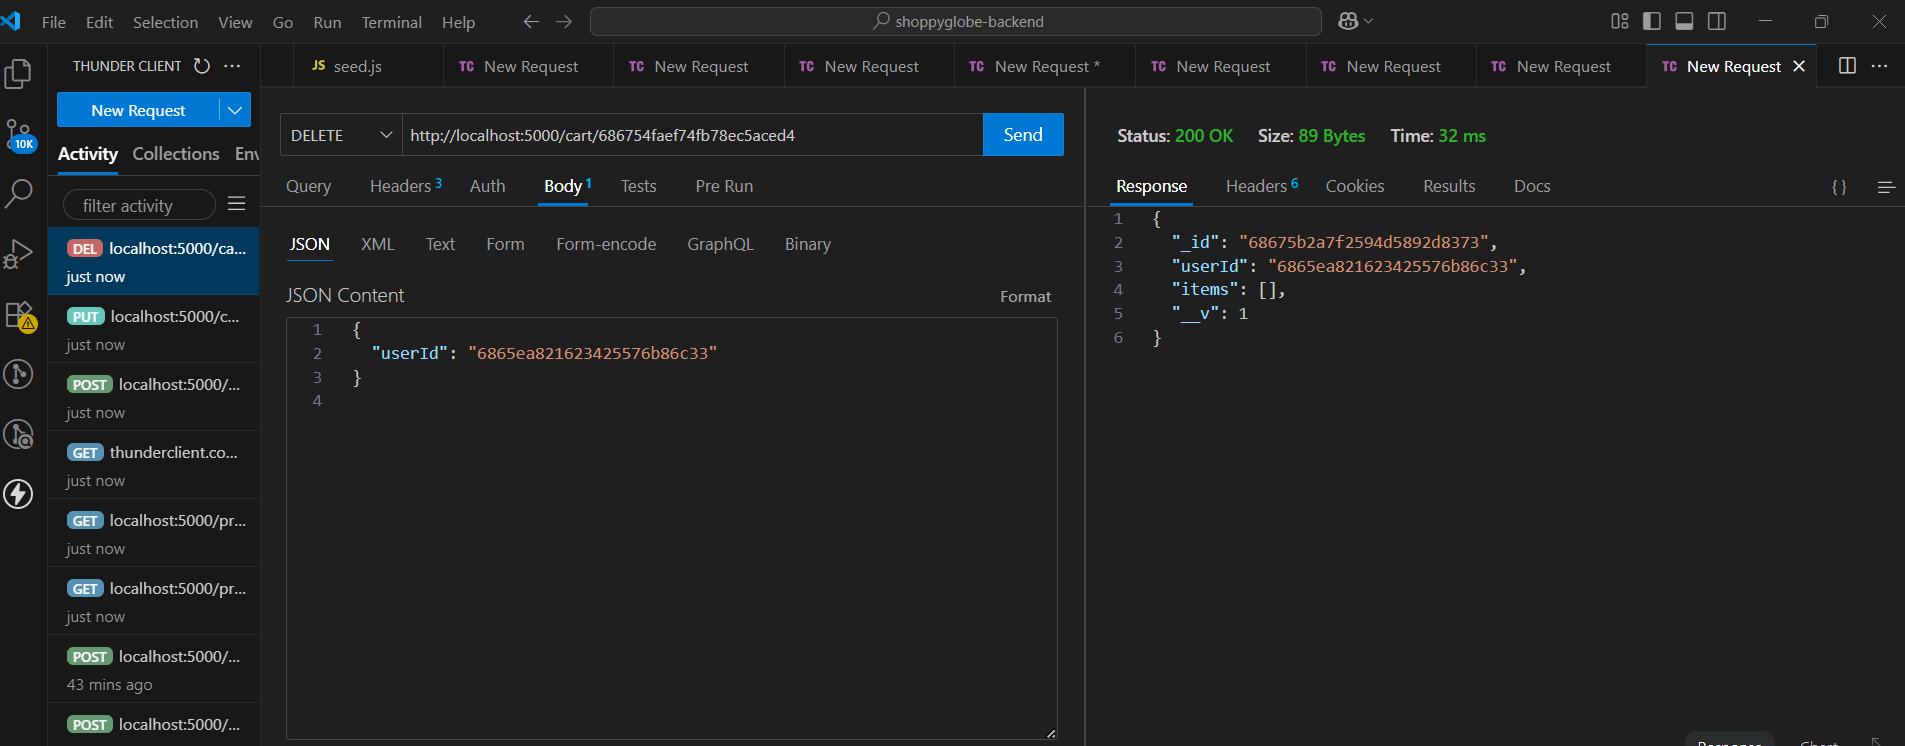 File Edit Selection View Go Run Terminal Help
shoppyglobe-backend
THUNDER CLIENT
New Request
Activity Collections Env
filter activity
DEL localhost:5000/ca...
just now
PUT localhost:5000/c...
just now
POST localhost:5000/...
just now
GET thunderclient.co...
just now
GET localhost:5000/pr...
just now
GET localhost:5000/pr...
just now
POST localhost:5000/...
43 mins ago
POST localhost:5000/...
10K
JS seed.js TC New Request TC New Request TC New Request TC New Request * TC New Request TC New Request TC New Request TC New Request
DELETE http://localhost:5000/cart/686754faef74fb78ec5aced4 Send
Query Headers 3 Auth Body 1 Tests Pre Run
JSON XML Text Form Form-encode GraphQL Binary
JSON Content Format
1 {
2 "userId": "6865ea821623425576b86c33"
3 }
4
Status: 200 OK Size: 89 Bytes Time: 32 ms
Response Headers 6 Cookies Results Docs {}
1 {
2 "_id": "68675b2a7f2594d5892d8373",
3 "userId": "6865ea821623425576b86c33",
4 "items": [],
5 "__v": 1
6 }
Response Chart